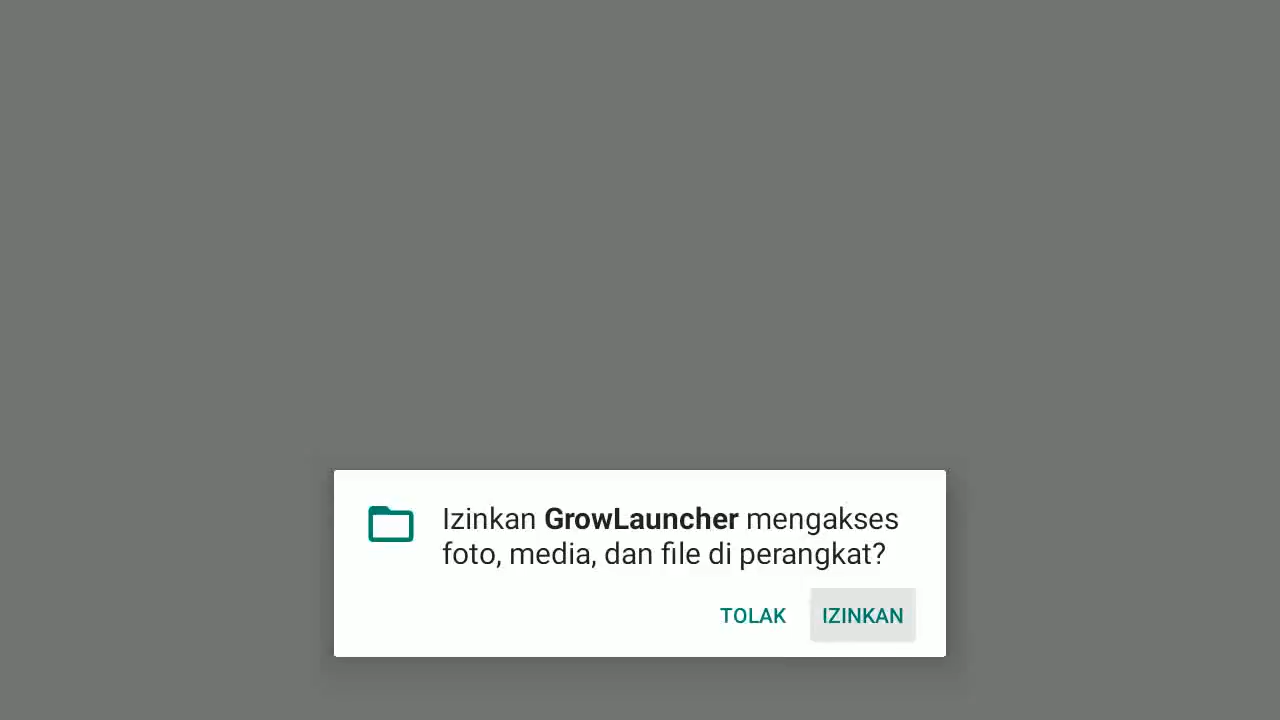 Izinkan GrowLauncher mengakses
foto, media, dan file di perangkat?
TOLAK IZINKAN